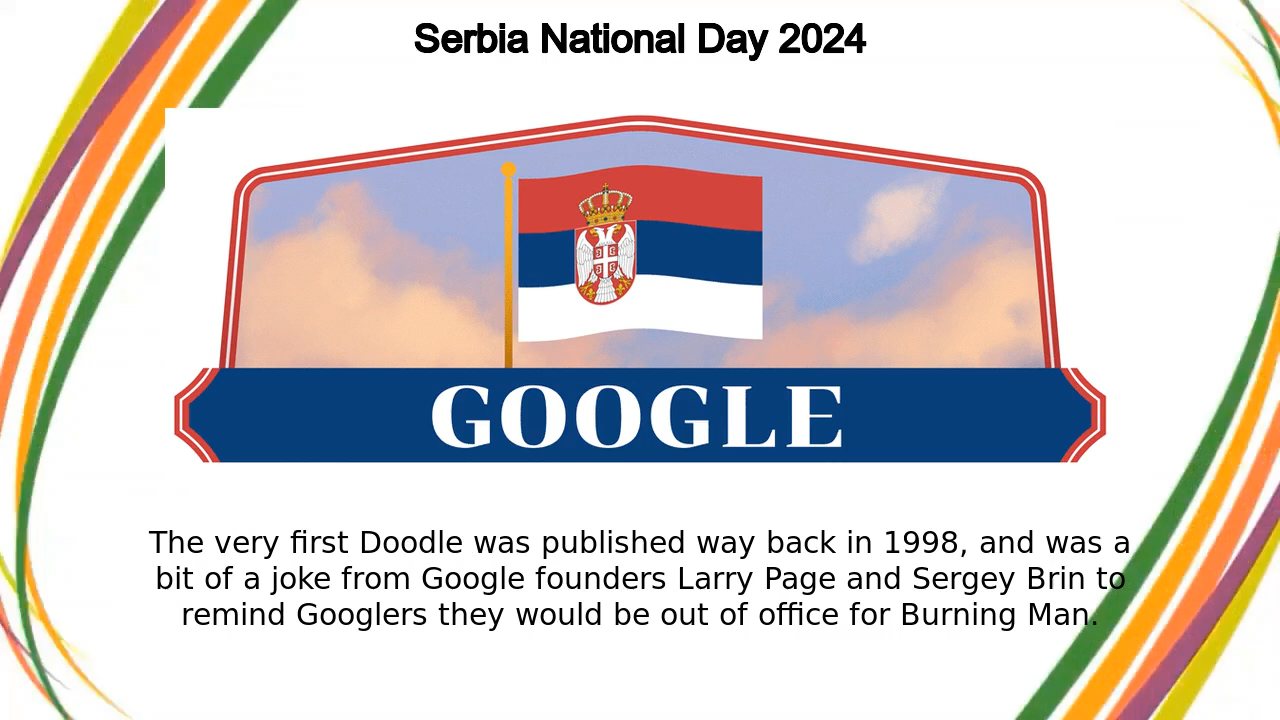 Serbia National Day 2024
GOOGLE
The very first Doodle was published way back in 1998, and was a
bit of a joke from Google founders Larry Page and Sergey Brin to
remind Googlers they would be out of office for Burning Man.